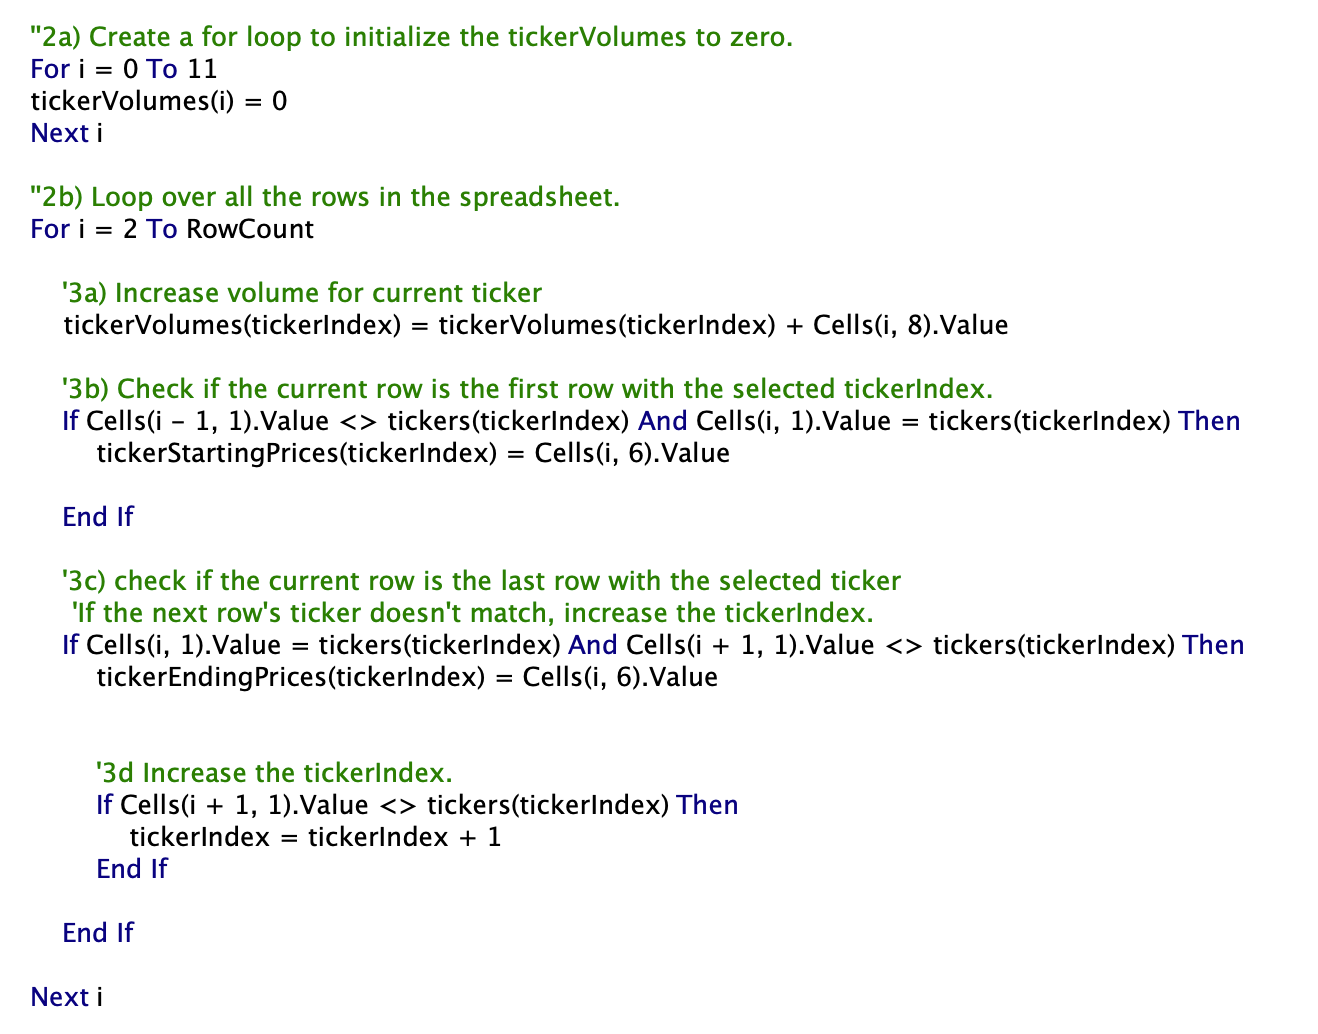 "2a) Create a for loop to initialize the tickerVolumes to zero.
For i = 0 To 11
tickerVolumes(i) = 0
Next i
"2b) Loop over all the rows in the spreadsheet.
For i = 2 To RowCount
'3a) Increase volume for current ticker
tickerVolumes(tickerIndex) = tickerVolumes(tickerIndex) + Cells(i, 8).Value
'3b) Check if the current row is the first row with the selected tickerIndex.
If Cells(i - 1, 1).Value <> tickers(tickerIndex) And Cells(i, 1).Value = tickers(tickerIndex) Then
tickerStartingPrices(tickerIndex) = Cells(i, 6).Value
End If
'3c) check if the current row is the last row with the selected ticker
'If the next row's ticker doesn't match, increase the tickerIndex.
If Cells(i, 1).Value = tickers(tickerIndex) And Cells(i + 1, 1).Value <> tickers(tickerIndex) Then
tickerEndingPrices(tickerIndex) = Cells(i, 6).Value
'3d Increase the tickerIndex.
If Cells(i + 1, 1).Value <> tickers(tickerIndex) Then
tickerIndex = tickerIndex + 1
End If
End If
Next i